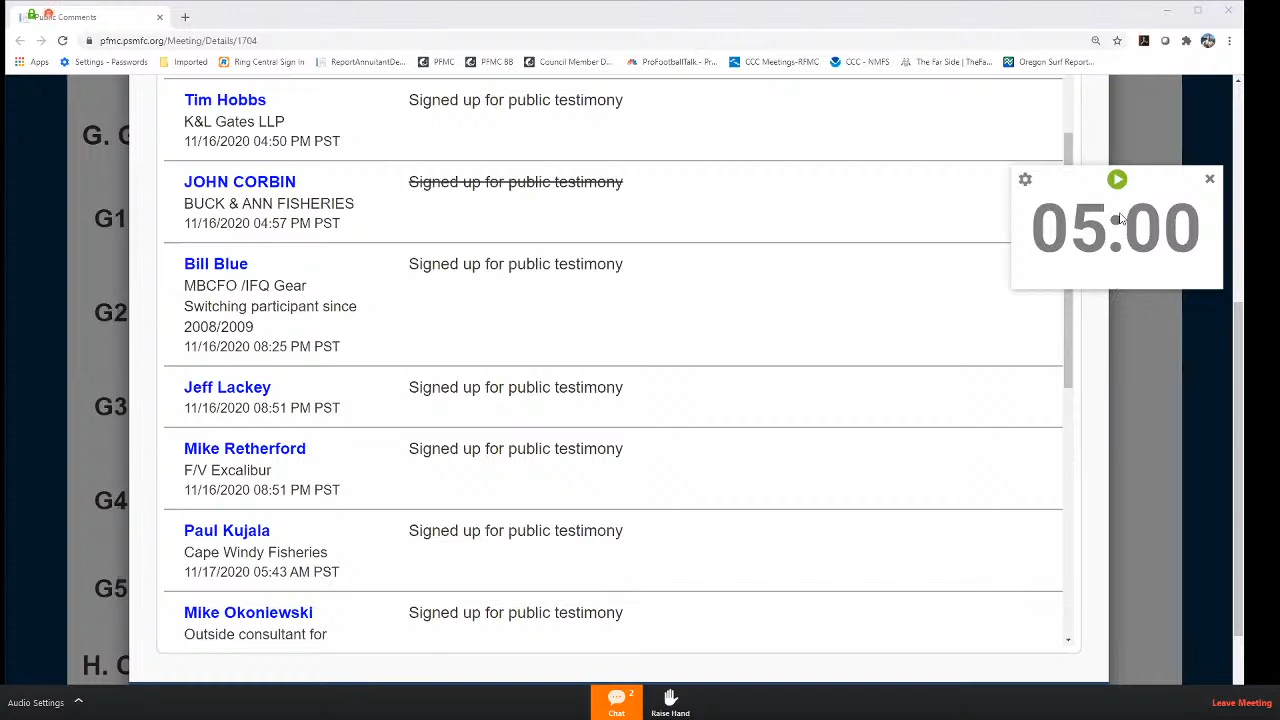 Public Comments
pfmc.psmfc.org/Meeting/Details/1704
Apps Settings - Passwords Imported Ring Central Sign In ReportAnnuitantDe... PFMC PFMC BB Council Member D... ProFootballTalk - Pr... CCC Meetings-RFMC CCC - NMFS The Far Side | TheFa... Oregon Surf Report...
G. G
Tim Hobbs Signed up for public testimony
K&L Gates LLP
11/16/2020 04:50 PM PST
JOHN CORBIN Signed up for public testimony
BUCK & ANN FISHERIES
11/16/2020 04:57 PM PST
05:00
G1
Bill Blue Signed up for public testimony
MBCFO /IFQ Gear
Switching participant since
2008/2009
11/16/2020 08:25 PM PST
G2
Jeff Lackey Signed up for public testimony
11/16/2020 08:51 PM PST
G3
Mike Retherford Signed up for public testimony
F/V Excalibur
11/16/2020 08:51 PM PST
G4
Paul Kujala Signed up for public testimony
Cape Windy Fisheries
11/17/2020 05:43 AM PST
G5
Mike Okoniewski Signed up for public testimony
Outside consultant for
H. C
Audio Settings
2
Chat
Raise Hand
Leave Meeting